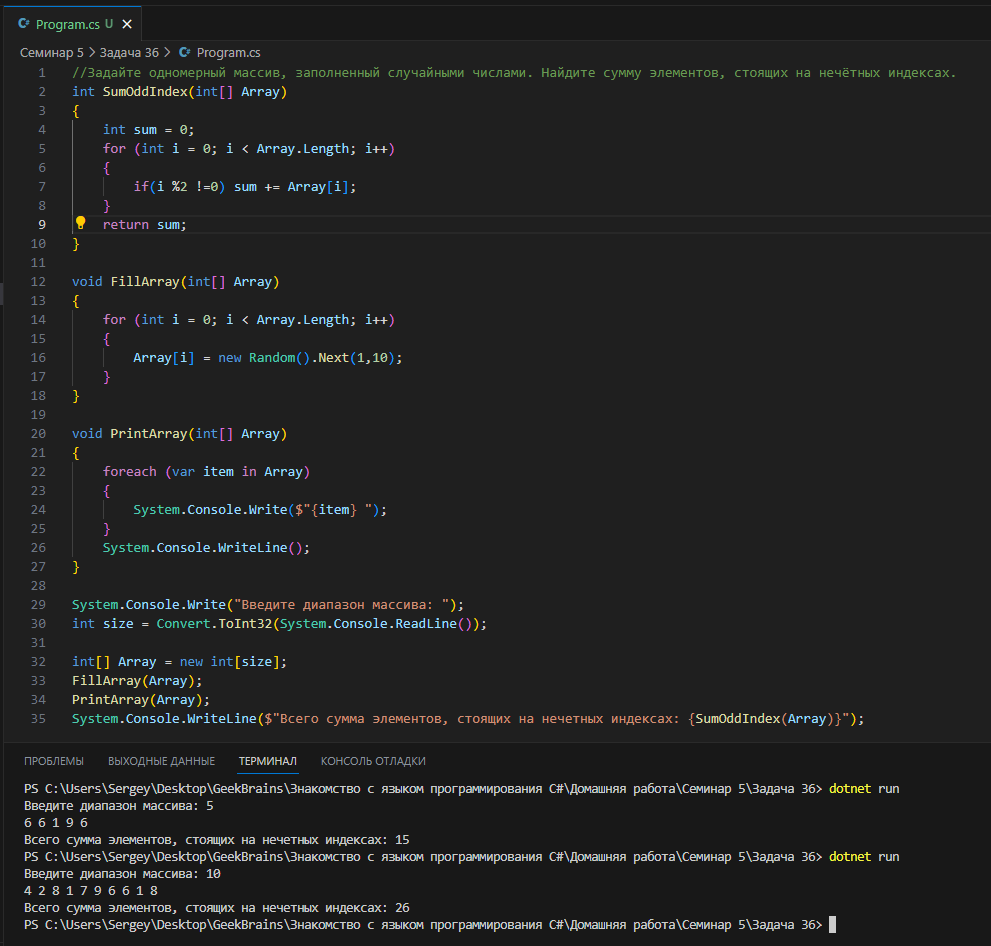 Program.cs U
Семинар 5 > Задача 36 > Program.cs
1 //Задайте одномерный массив, заполненный случайными числами. Найдите сумму элементов, стоящих на нечётных индексах.
2 int SumOddIndex(int[] Array)
3 {
4 int sum = 0;
5 for (int i = 0; i < Array.Length; i++)
6 {
7 if(i %2 !=0) sum += Array[i];
8 }
9 return sum;
10 }
11
12 void FillArray(int[] Array)
13 {
14 for (int i = 0; i < Array.Length; i++)
15 {
16 Array[i] = new Random().Next(1,10);
17 }
18 }
19
20 void PrintArray(int[] Array)
21 {
22 foreach (var item in Array)
23 {
24 System.Console.Write($"{item} ");
25 }
26 System.Console.WriteLine();
27 }
28
29 System.Console.Write("Введите диапазон массива: ");
30 int size = Convert.ToInt32(System.Console.ReadLine());
31
32 int[] Array = new int[size];
33 FillArray(Array);
34 PrintArray(Array);
35 System.Console.WriteLine($"Всего сумма элементов, стоящих на нечетных индексах: {SumOddIndex(Array)}");
ПРОБЛЕМЫ ВЫХОДНЫЕ ДАННЫЕ ТЕРМИНАЛ КОНСОЛЬ ОТЛАДКИ
PS C:\Users\Sergey\Desktop\GeekBrains\Знакомство с языком программирования C#\Домашняя работа\Семинар 5\Задача 36> dotnet run
Введите диапазон массива: 5
6 6 1 9 6
Всего сумма элементов, стоящих на нечетных индексах: 15
PS C:\Users\Sergey\Desktop\GeekBrains\Знакомство с языком программирования C#\Домашняя работа\Семинар 5\Задача 36> dotnet run
Введите диапазон массива: 10
4 2 8 1 7 9 6 6 1 8
Всего сумма элементов, стоящих на нечетных индексах: 26
PS C:\Users\Sergey\Desktop\GeekBrains\Знакомство с языком программирования C#\Домашняя работа\Семинар 5\Задача 36>